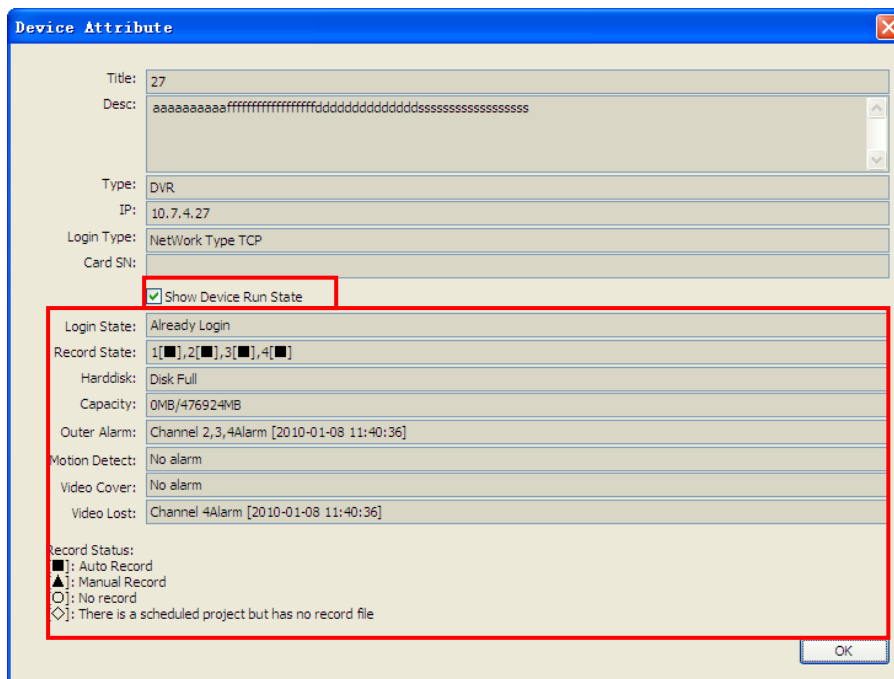 Device Attribute
Title: 27
Desc: aaaaaaaaaaffffffffffffffffffddddddddddddddssssssssssssssssss
Type: DVR
IP: 10.7.4.27
Login Type: NetWork Type TCP
Card SN:
Show Device Run State
Login State: Already Login
Record State: 1[■],2[■],3[■],4[■]
Harddisk: Disk Full
Capacity: 0MB/476924MB
Outer Alarm: Channel 2,3,4Alarm [2010-01-08 11:40:36]
Motion Detect: No alarm
Video Cover: No alarm
Video Lost: Channel 4Alarm [2010-01-08 11:40:36]
Record Status:
[■]: Auto Record
[▲]: Manual Record
[○]: No record
[◇]: There is a scheduled project but has no record file
OK